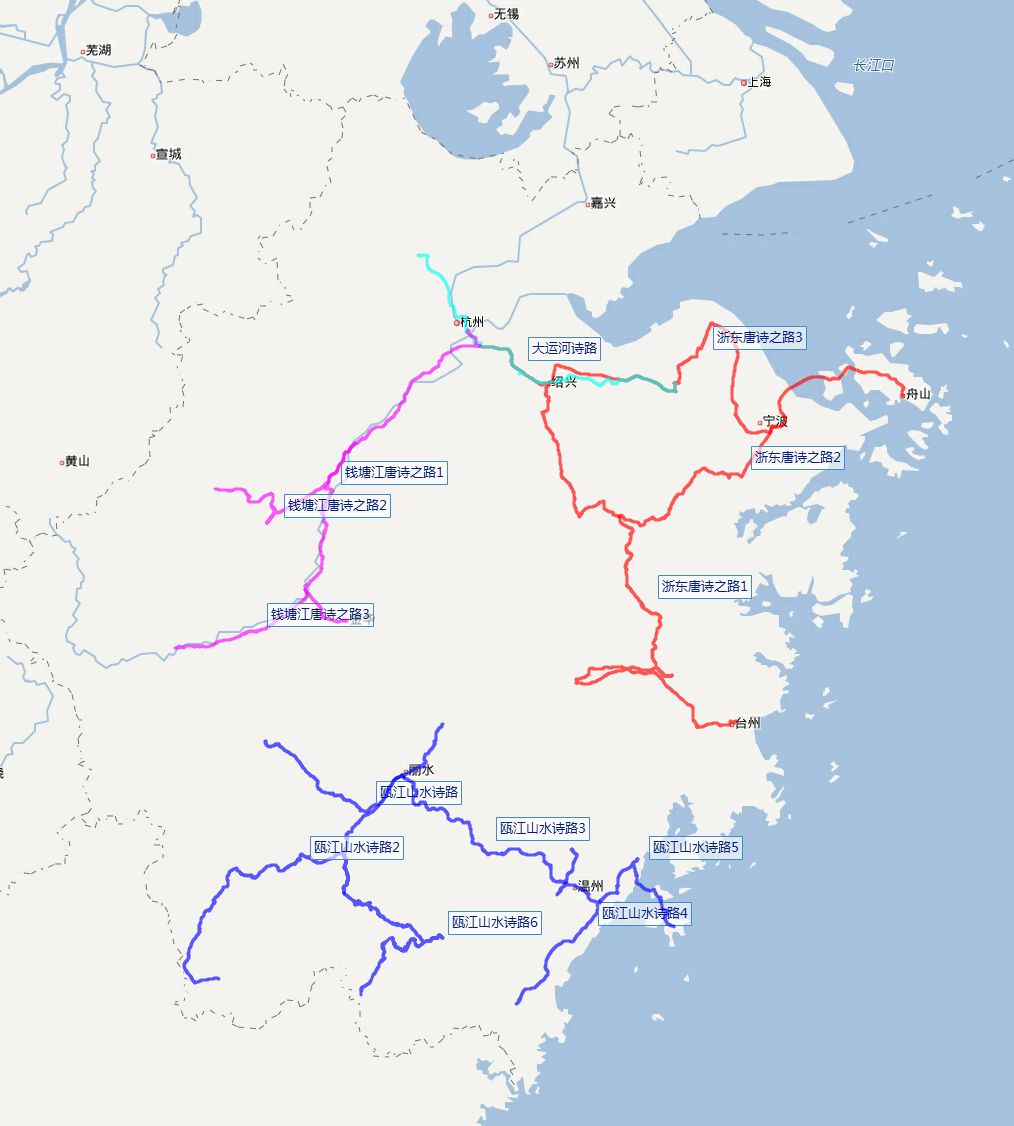 无锡
芜湖
苏州
长江口
上海
宣城
嘉兴
杭州
浙东唐诗之路3
大运河诗路
绍兴
舟山
宁波
浙东唐诗之路2
黄山
钱塘江唐诗之路1
钱塘江唐诗之路2
浙东唐诗之路1
钱塘江唐诗之路3
台州
丽水
瓯江山水诗路
瓯江山水诗路3
瓯江山水诗路2
瓯江山水诗路5
温州
瓯江山水诗路4
瓯江山水诗路6